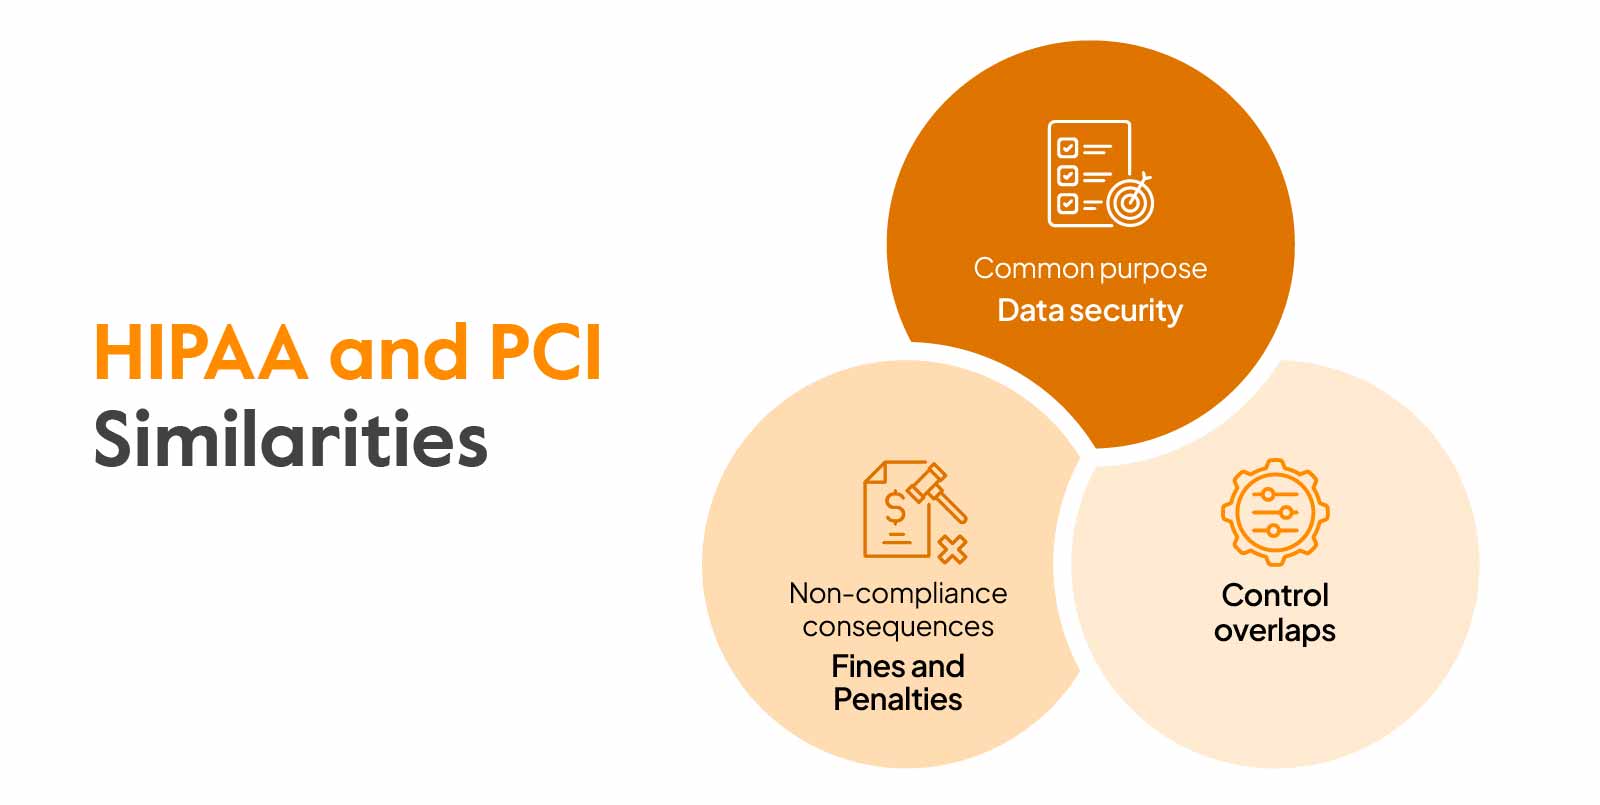 HIPAA and PCI
Similarities
Common purpose
Data security
Non-compliance
consequences
Fines and
Penalties
Control
overlaps